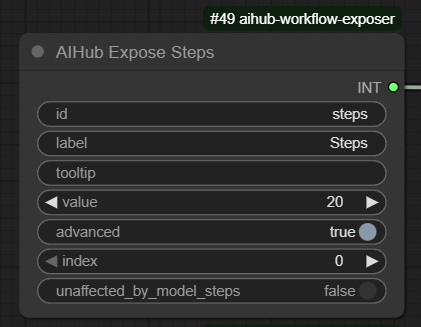 #49 aihub-workflow-exposer
AIHub Expose Steps
INT
id steps
label Steps
tooltip
value 20
advanced true
index 0
unaffected_by_model_steps false